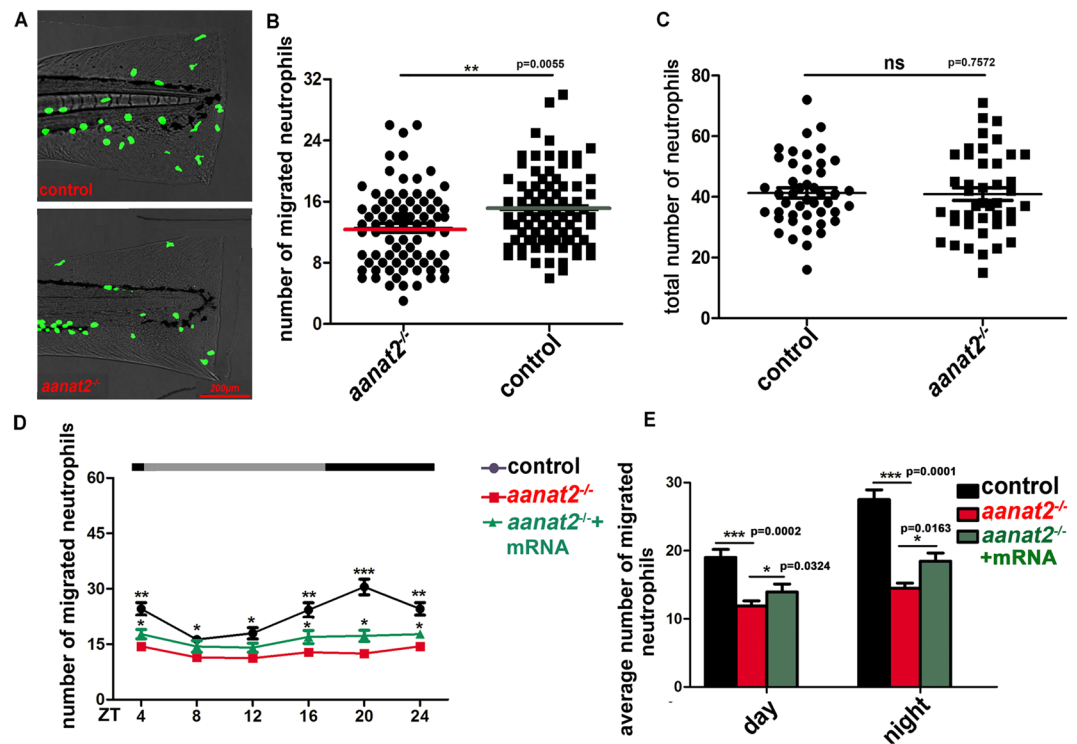 A
control
aanat2-/-
200μm
B
number of migrated neutrophils
32
24
16
8
0
**
p=0.0055
aanat2-/-
control
C
total number of neutrophils
80
60
40
20
0
ns
p=0.7572
control
aanat2-/-
D
number of migrated neutrophils
60
45
30
15
0
** * * ** *** **
* * * * *
ZT 4 8 12 16 20 24
control
aanat2-/-
aanat2-/-+
mRNA
E
average number of migrated
neutrophils
30
20
10
0
*** p=0.0002
* p=0.0324
*** p=0.0001
p=0.0163
*
day
night
control
aanat2-/-
aanat2-/-
+mRNA